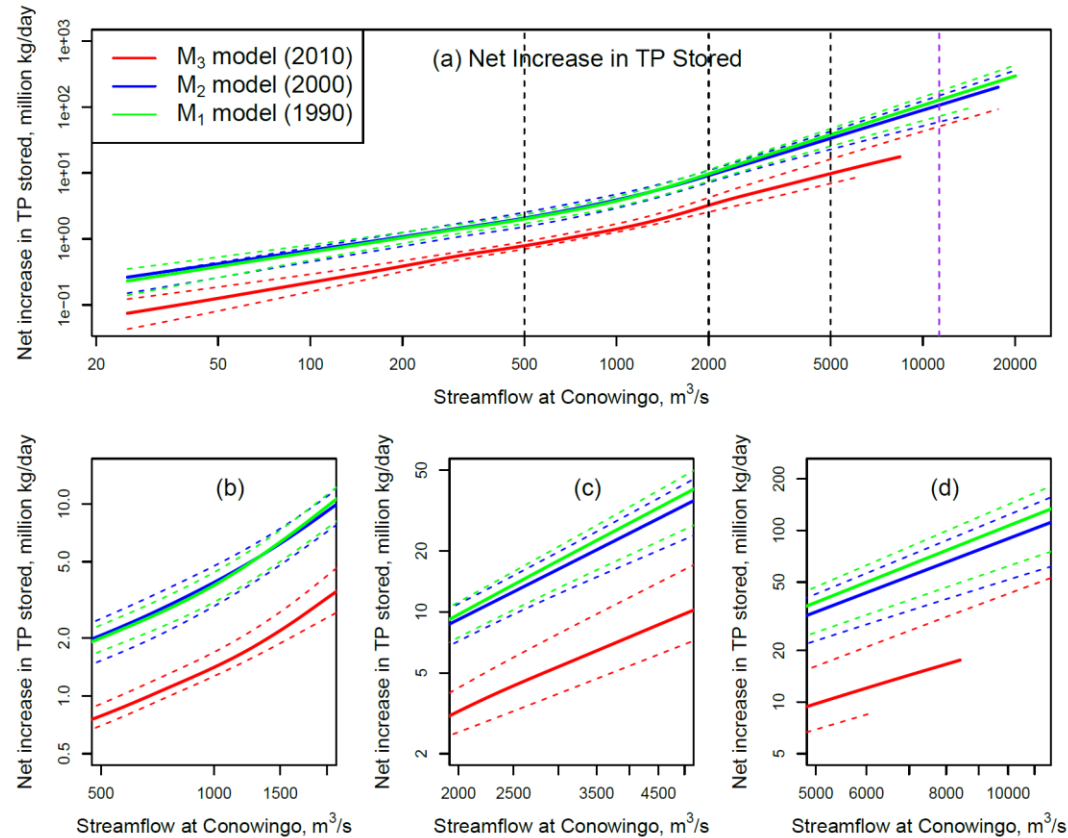 (a) Net Increase in TP Stored
M3 model (2010)
M2 model (2000)
M1 model (1990)
Net increase in TP stored, million kg/day
1e+03
1e+02
1e+01
1e+00
1e−01
20 50 100 200 500 1000 2000 5000 10000 20000
Streamflow at Conowingo, m³/s
(b)
Net increase in TP stored, million kg/day
10.0
5.0
2.0
1.0
0.5
500 1000 1500
Streamflow at Conowingo, m³/s
(c)
Net increase in TP stored, million kg/day
50
20
10
5
2
2000 2500 3500 4500
Streamflow at Conowingo, m³/s
(d)
Net increase in TP stored, million kg/day
200
100
50
20
10
5
5000 6000 8000 10000
Streamflow at Conowingo, m³/s